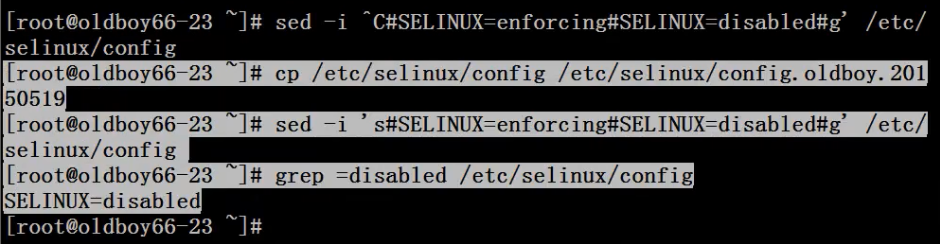 [root@oldboy66-23 ~]# sed -i ^C#SELINUX=enforcing#SELINUX=disabled#g' /etc/
selinux/config
[root@oldboy66-23 ~]# cp /etc/selinux/config /etc/selinux/config.oldboy.201
50519
[root@oldboy66-23 ~]# sed -i 's#SELINUX=enforcing#SELINUX=disabled#g' /etc/
selinux/config
[root@oldboy66-23 ~]# grep =disabled /etc/selinux/config
SELINUX=disabled
[root@oldboy66-23 ~]#